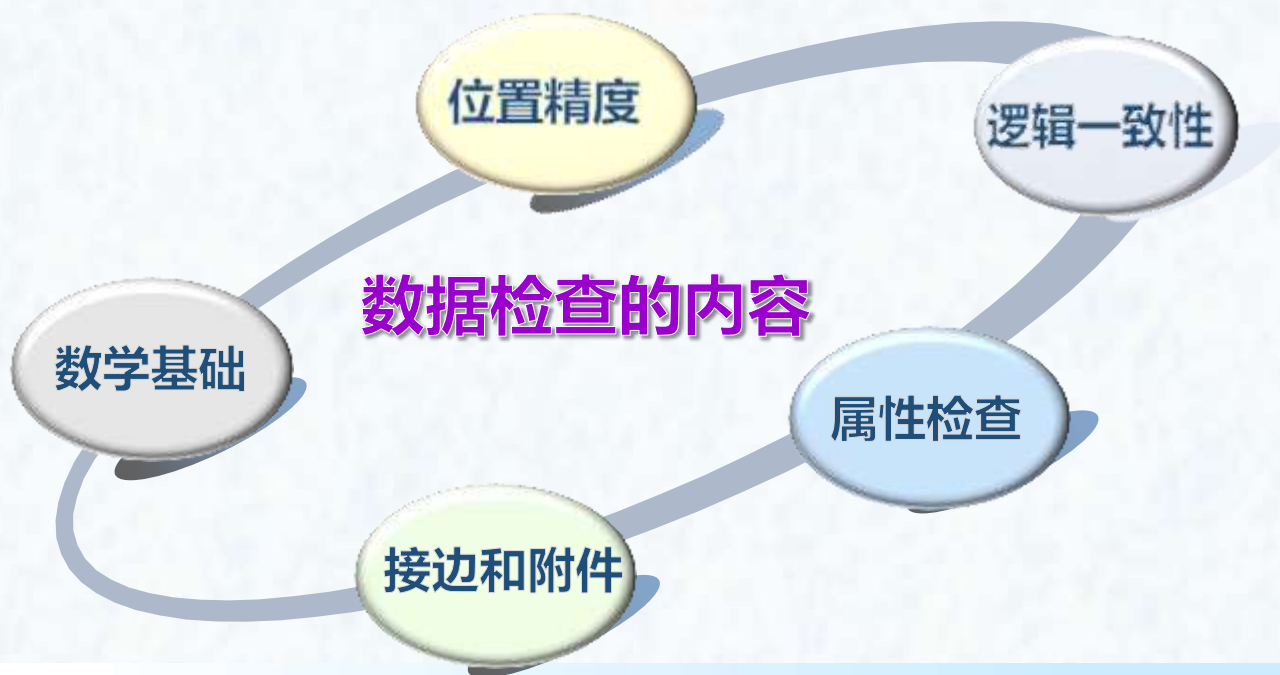 位置精度
逻辑一致性
数据检查的内容
数学基础
属性检查
接边和附件